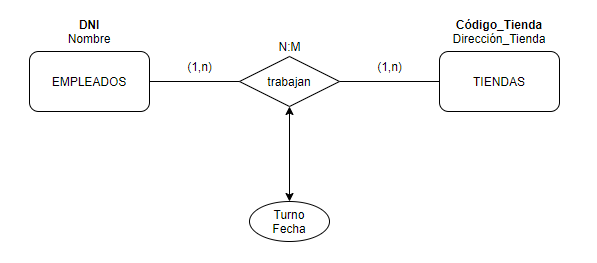 DNI
Nombre
Código_Tienda
Dirección_Tienda
N:M
EMPLEADOS
(1,n)
trabajan
(1,n)
TIENDAS
Turno
Fecha